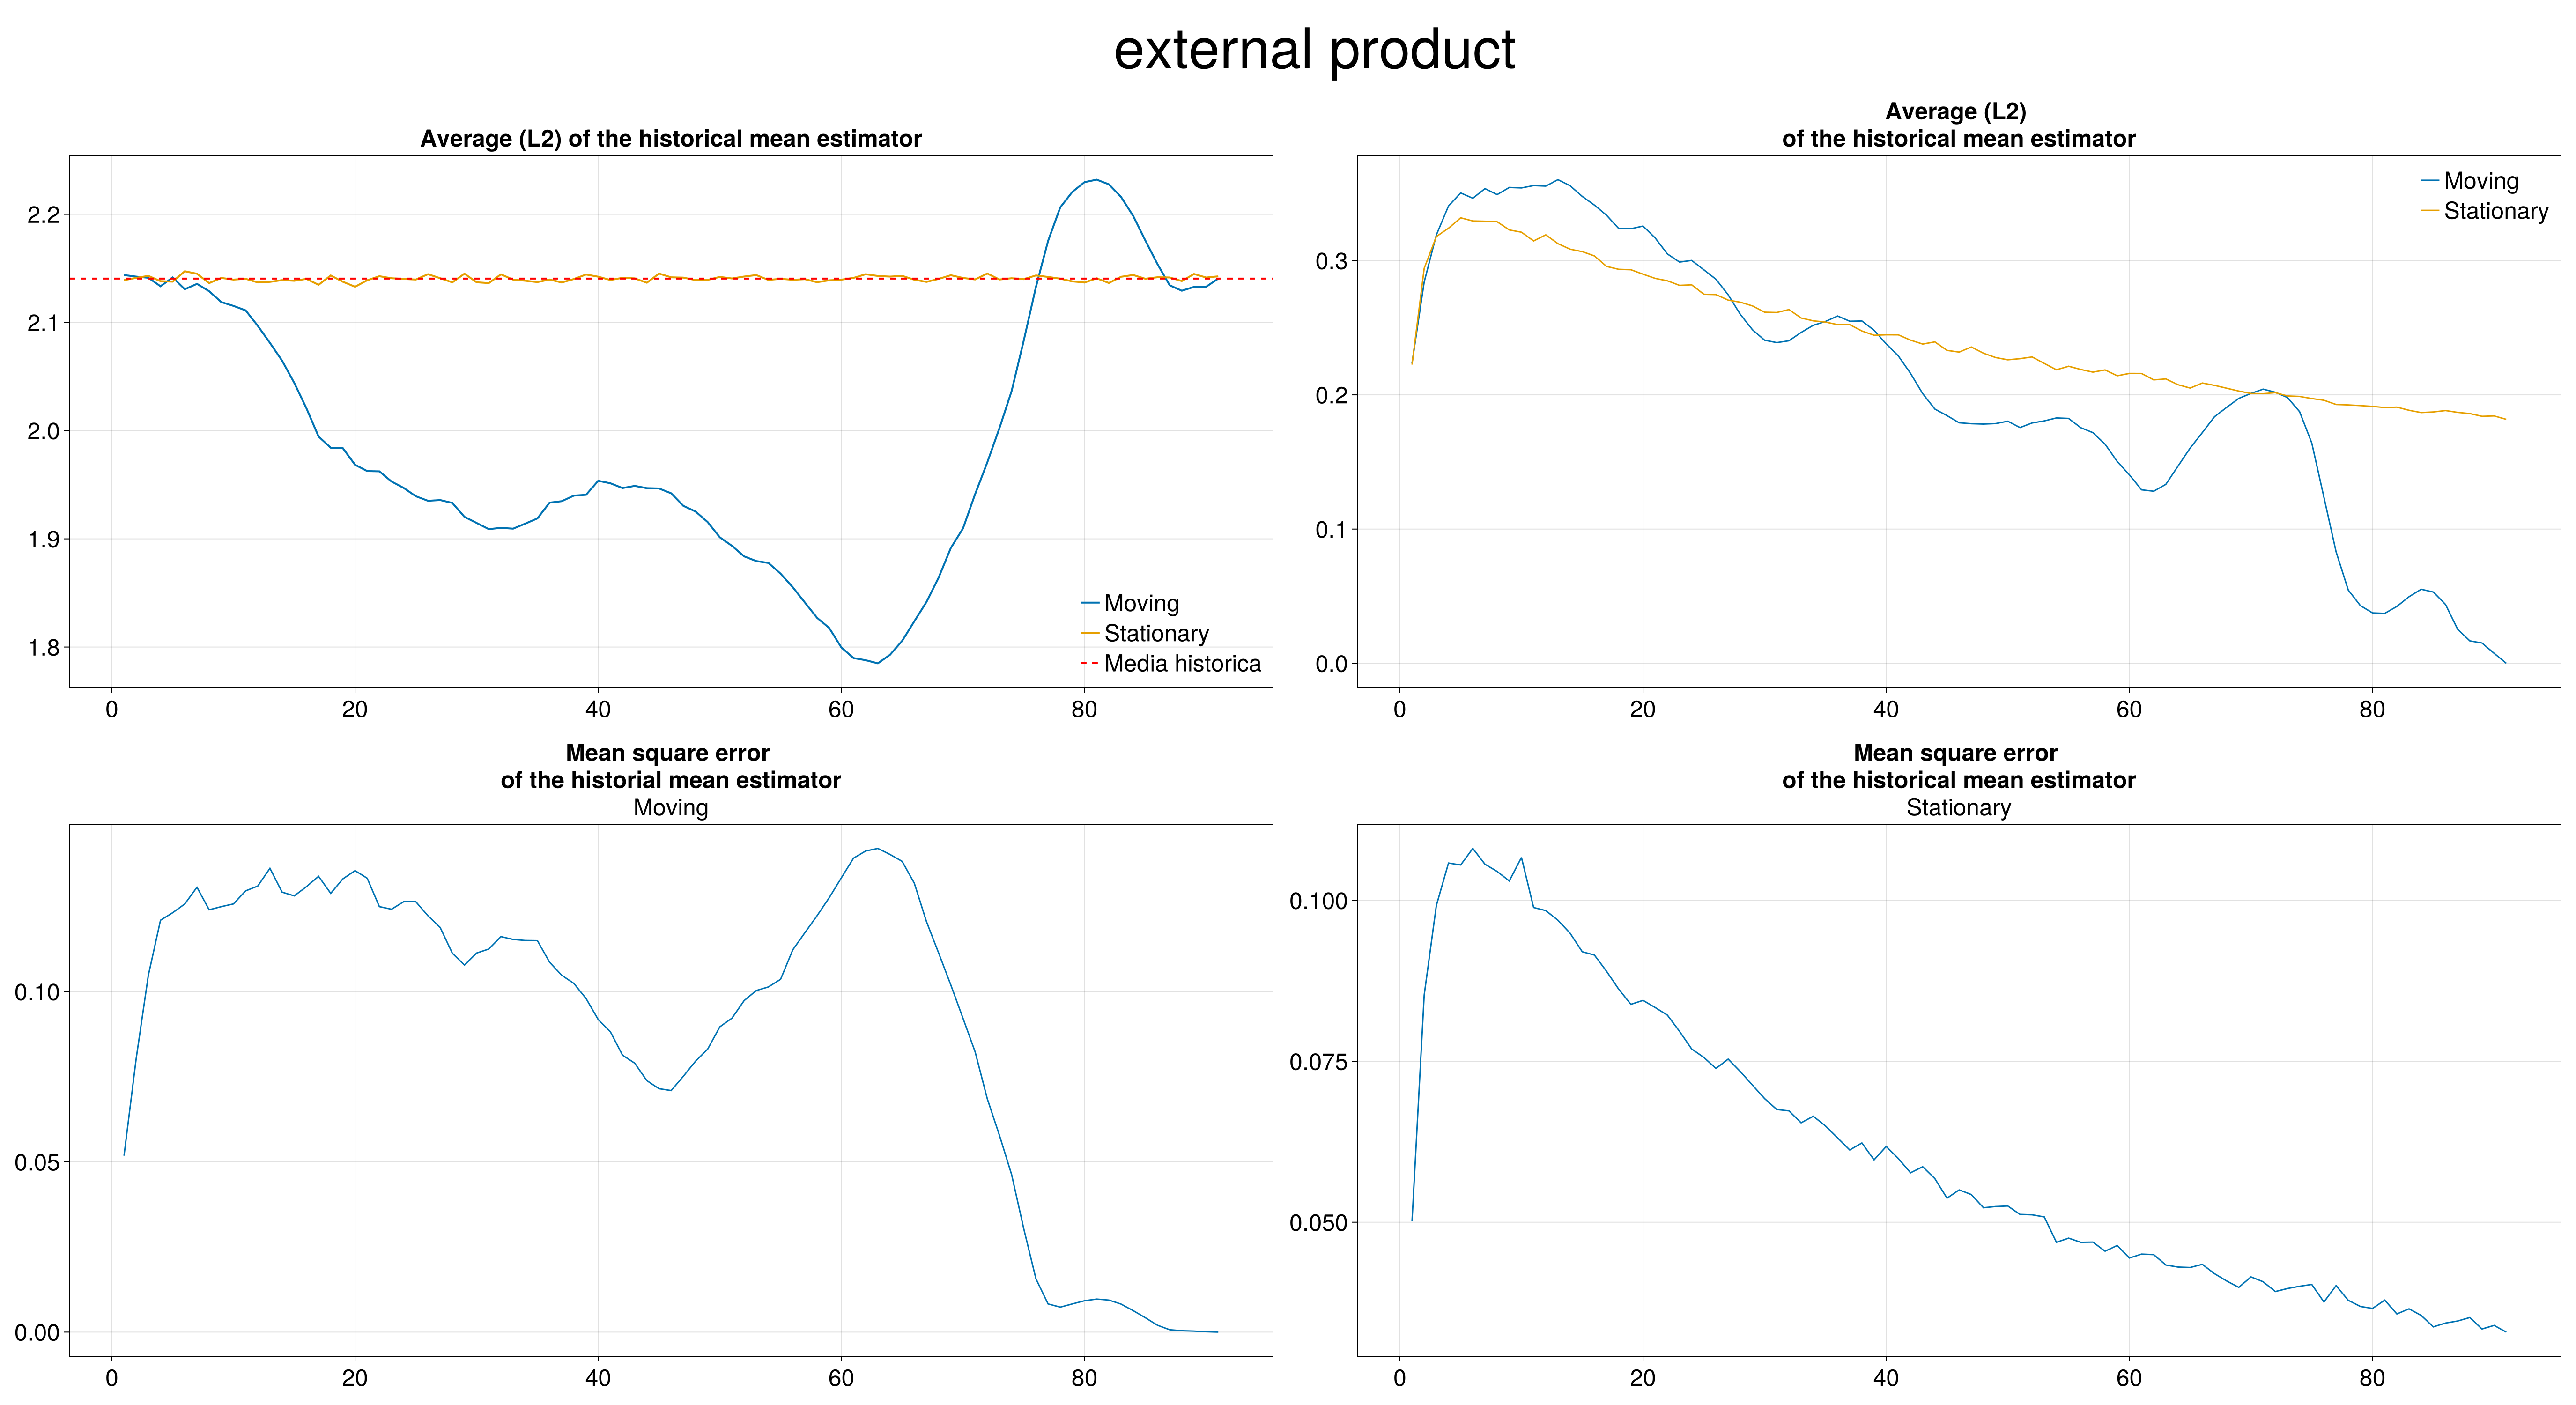 external product
Average (L2) of the historical mean estimator
2.2
2.1
2.0
1.9
1.8
0
20
40
60
80
Moving
Stationary
Media historica
Average (L2)
of the historical mean estimator
0.3
0.2
0.1
0.0
0
20
40
60
80
Moving
Stationary
Mean square error
of the historial mean estimator
Moving
0.10
0.05
0.00
0
20
40
60
80
Mean square error
of the historical mean estimator
Stationary
0.100
0.075
0.050
0
20
40
60
80